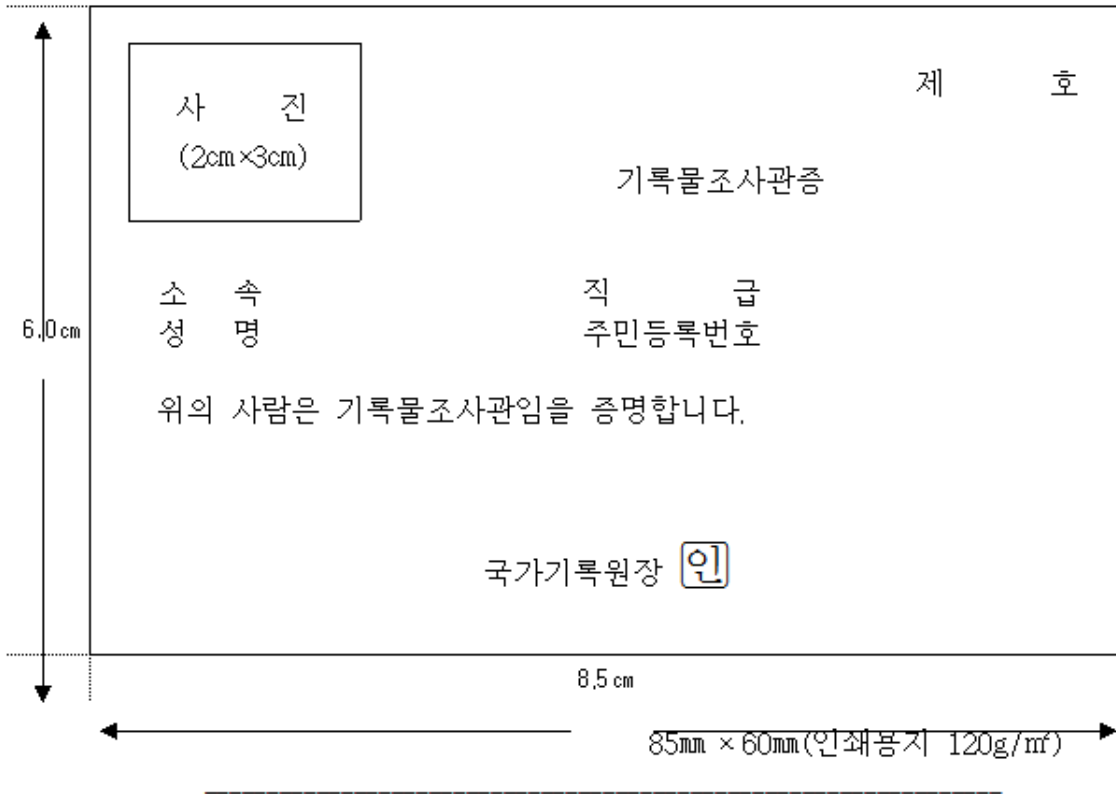 제 호
사 진
(2cm×3cm)
기록물조사관증
소 속 직 급
6.0cm
성 명 주민등록번호
위의 사람은 기록물조사관임을 증명합니다.
국가기록원장 인
8.5cm
85㎜ ×60㎜(인쇄용지 120g/㎡)